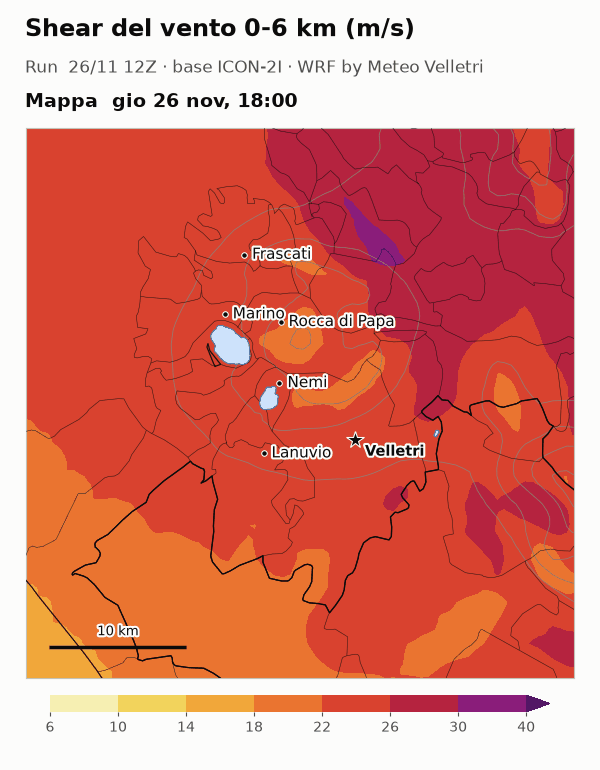 Shear del vento 0-6 km (m/s)
Run  26/11 12Z · base ICON-2I · WRF by Meteo Velletri
Mappa  gio 26 nov, 18:00
Frascati
Marino
Rocca di Papa
Nemi
Velletri
Lanuvio
10 km
6 10 14 18 22 26 30 40